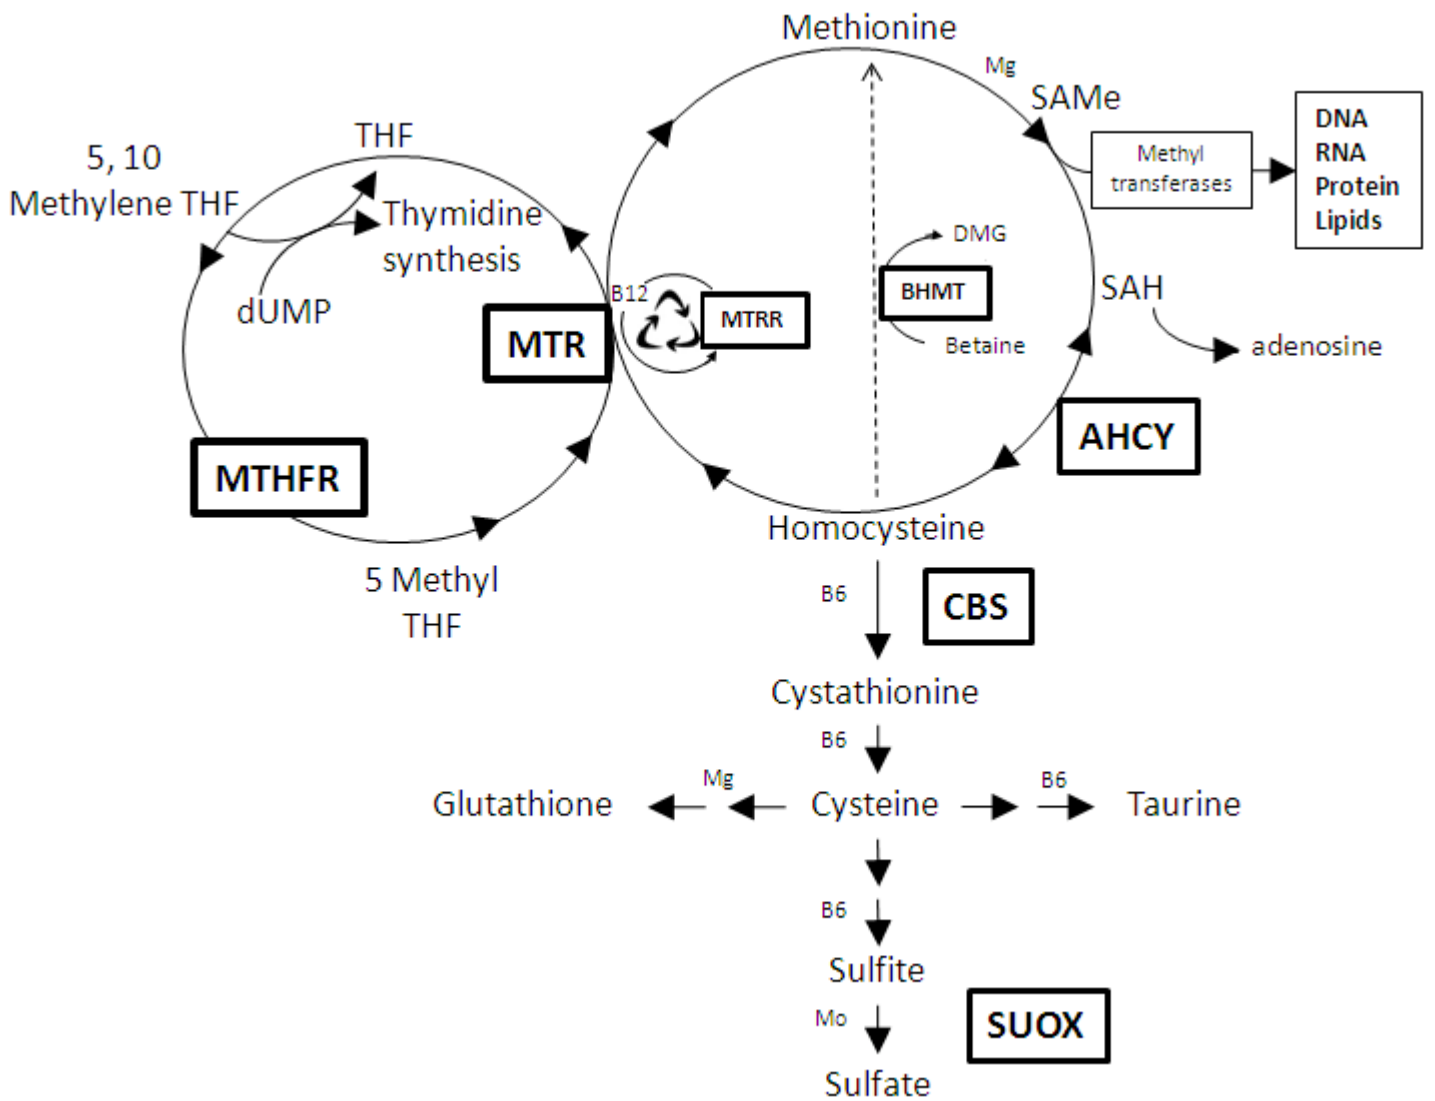 Methionine
Mg
SAMe
Methyl
transferases
DNA
RNA
Protein
Lipids
THF
5, 10
Methylene THF
Thymidine
synthesis
dUMP
MTR
B12
MTRR
DMG
BHMT
Betaine
SAH
adenosine
AHCY
MTHFR
5 Methyl
THF
Homocysteine
B6
CBS
Cystathionine
B6
Glutathione
Mg
Cysteine
B6
Taurine
B6
Sulfite
Mo
SUOX
Sulfate